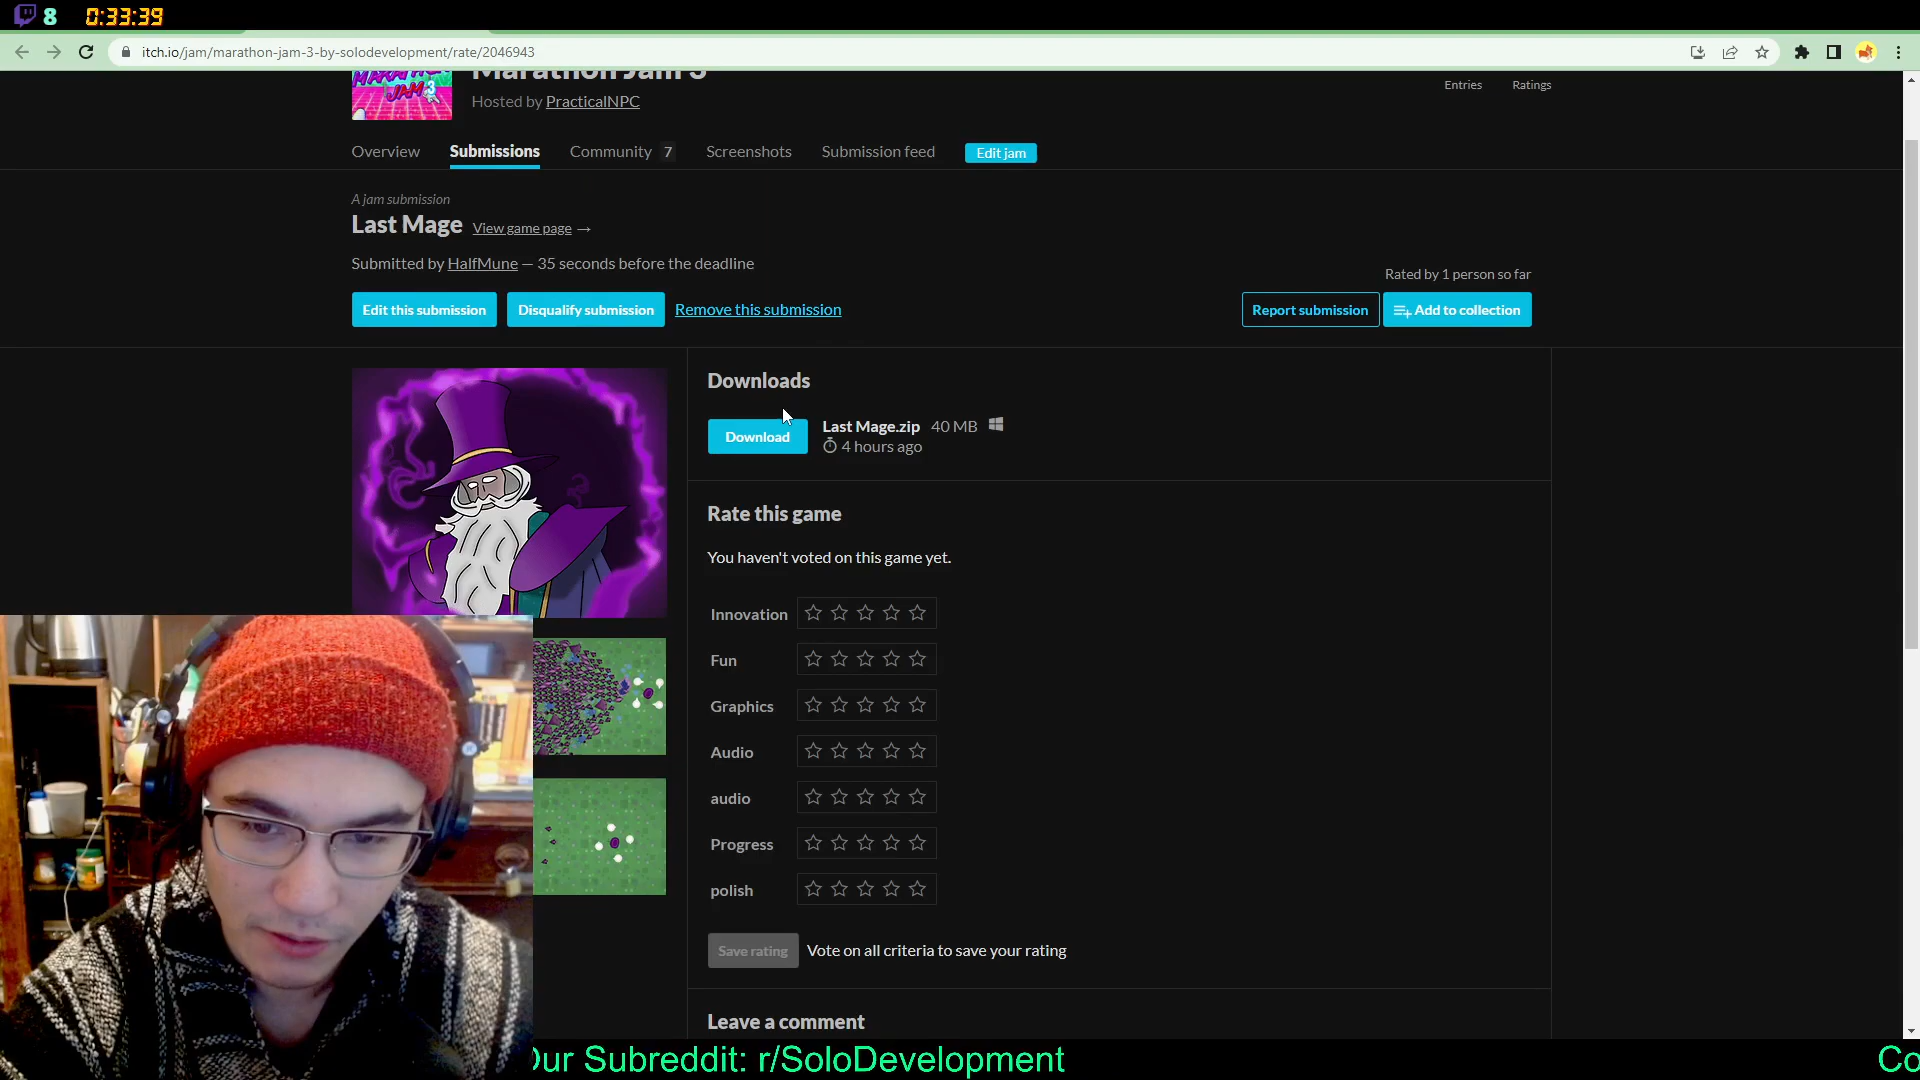 8 0:33:39
itch.io/jam/marathon-jam-3-by-solodevelopment/rate/2046943
Marathon Jam 3
Hosted by PracticalNPC
Entries Ratings
Overview Submissions Community 7 Screenshots Submission feed Edit jam
A jam submission
Last Mage View game page →
Submitted by HalfMune — 35 seconds before the deadline
Rated by 1 person so far
Edit this submission Disqualify submission Remove this submission Report submission Add to collection
Downloads
Download Last Mage.zip 40 MB
4 hours ago
Rate this game
You haven't voted on this game yet.
Innovation
Fun
Graphics
Audio
audio
Progress
polish
Save rating Vote on all criteria to save your rating
Leave a comment
Our Subreddit: r/SoloDevelopment Co